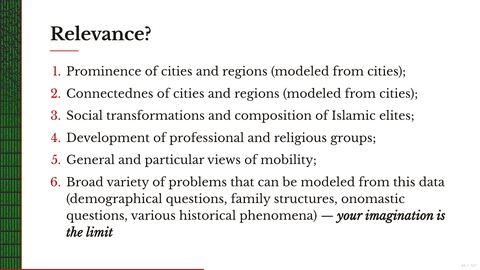 Relevance?
1. Prominence of cities and regions (modeled from cities);
2. Connectednes of cities and regions (modeled from cities);
3. Social transformations and composition of Islamic elites;
4. Development of professional and religious groups;
5. General and particular views of mobility;
6. Broad variety of problems that can be modeled from this data
(demographical questions, family structures, onomastic
questions, various historical phenomena) — your imagination is
the limit